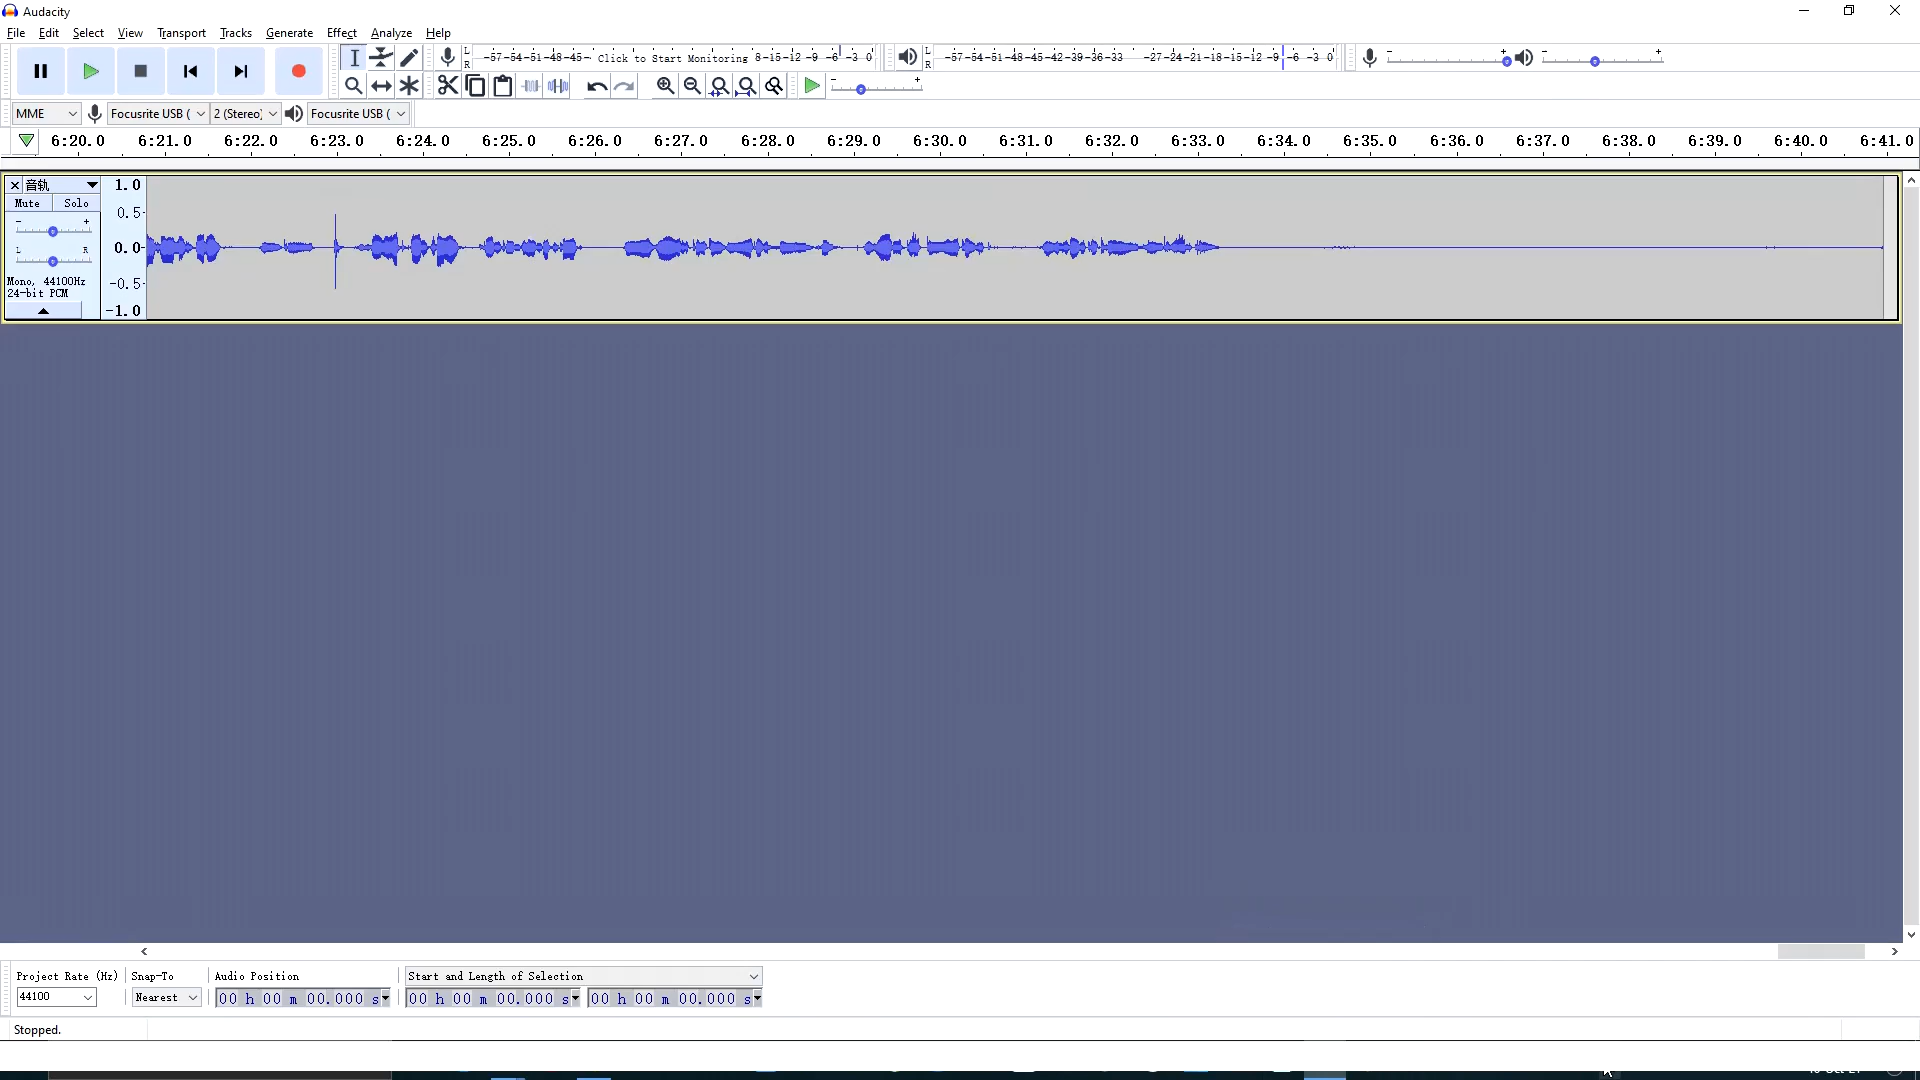 Audacity
File Edit Select View Transport Tracks Generate Effect Analyze Help
L R -57-54-51-48-45- Click to Start Monitoring 8-15-12 -9 -6 -3 0 L R -57-54-51-48-45-42-39-36-33 -27-24-21-18-15-12 -9 -6 -3 0 - + - +
- +
MME Focusrite USB ( 2 (Stereo) Focusrite USB (
6:20.0 6:21.0 6:22.0 6:23.0 6:24.0 6:25.0 6:26.0 6:27.0 6:28.0 6:29.0 6:30.0 6:31.0 6:32.0 6:33.0 6:34.0 6:35.0 6:36.0 6:37.0 6:38.0 6:39.0 6:40.0 6:41.0
音轨 1.0
Mute Solo
0.5
- +
0.0
L R
Mono, 44100Hz
-0.5
24-bit PCM
-1.0
Project Rate (Hz) Snap-To Audio Position Start and Length of Selection
44100 Nearest 00 h 00 m 00.000 s 00 h 00 m 00.000 s 00 h 00 m 00.000 s
Stopped.